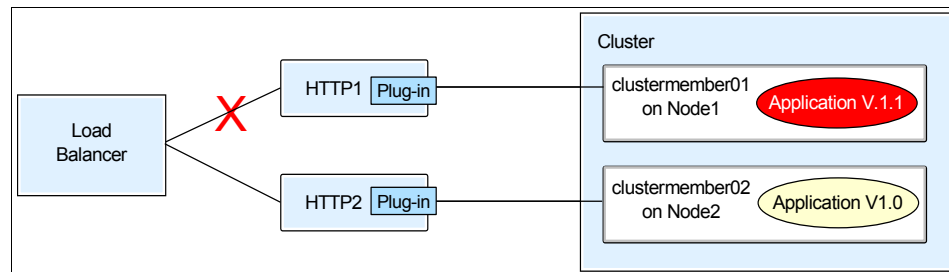 Cluster
HTTP1
Plug-in
clustermember01
on Node1
Application V.1.1
X
Load
Balancer
HTTP2
Plug-in
clustermember02
on Node2
Application V1.0